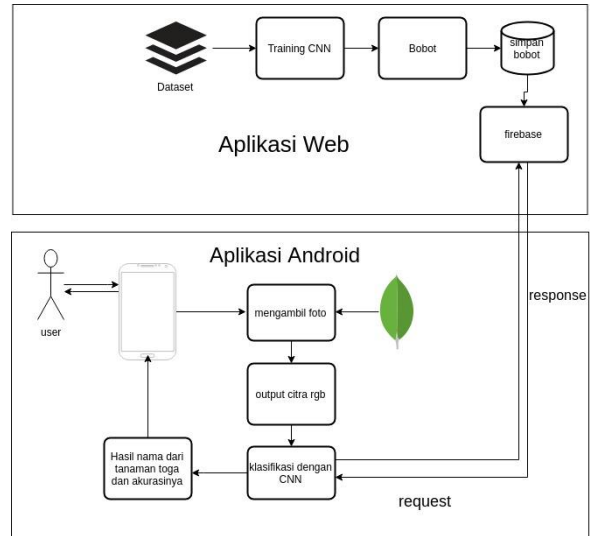 Dataset
Training CNN
Bobot
simpan
bobot
firebase
Aplikasi Web
Aplikasi Android
user
mengambil foto
response
output citra rgb
Hasil nama dari
tanaman toga
dan akurasinya
klasifikasi dengan
CNN
request